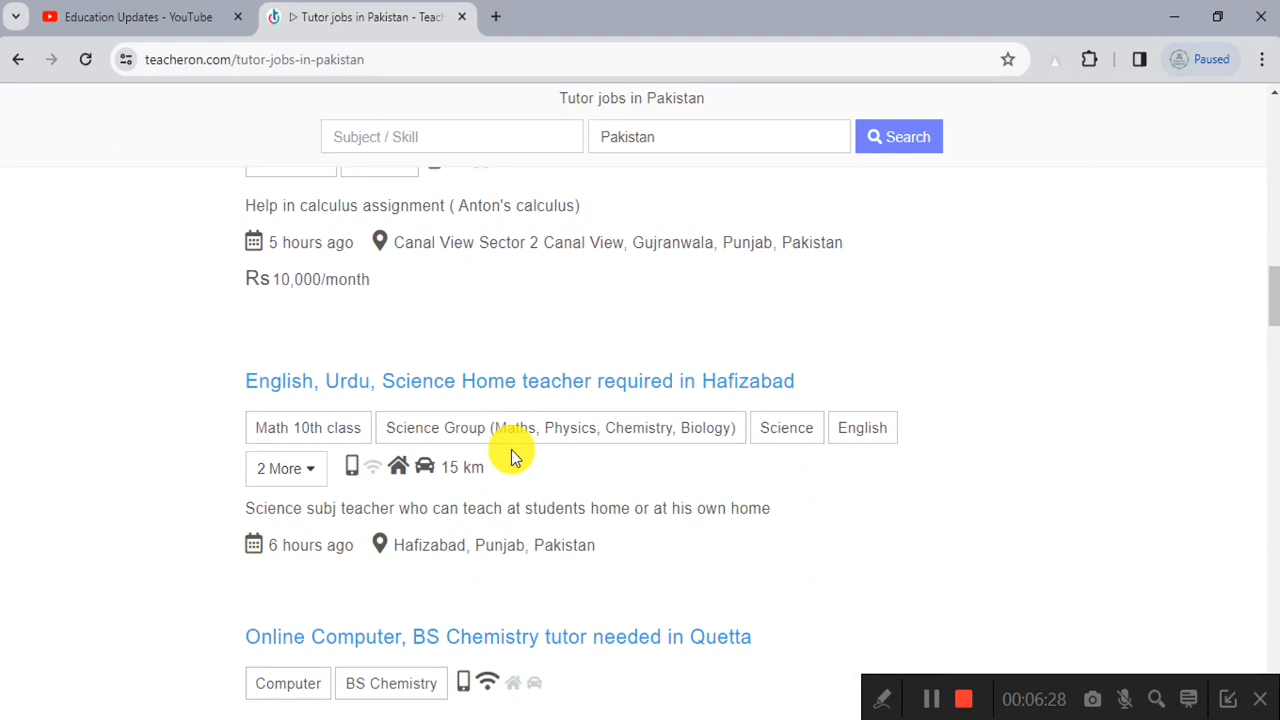 Education Updates - YouTube
▷ Tutor jobs in Pakistan - Teach
teacheron.com/tutor-jobs-in-pakistan
Paused
Tutor jobs in Pakistan
Subject / Skill
Pakistan
Search
Help in calculus assignment ( Anton's calculus)
5 hours ago Canal View Sector 2 Canal View, Gujranwala, Punjab, Pakistan
Rs 10,000/month
English, Urdu, Science Home teacher required in Hafizabad
Math 10th class Science Group (Maths, Physics, Chemistry, Biology) Science English
2 More 15 km
Science subj teacher who can teach at students home or at his own home
6 hours ago Hafizabad, Punjab, Pakistan
Online Computer, BS Chemistry tutor needed in Quetta
Computer BS Chemistry
00:06:28